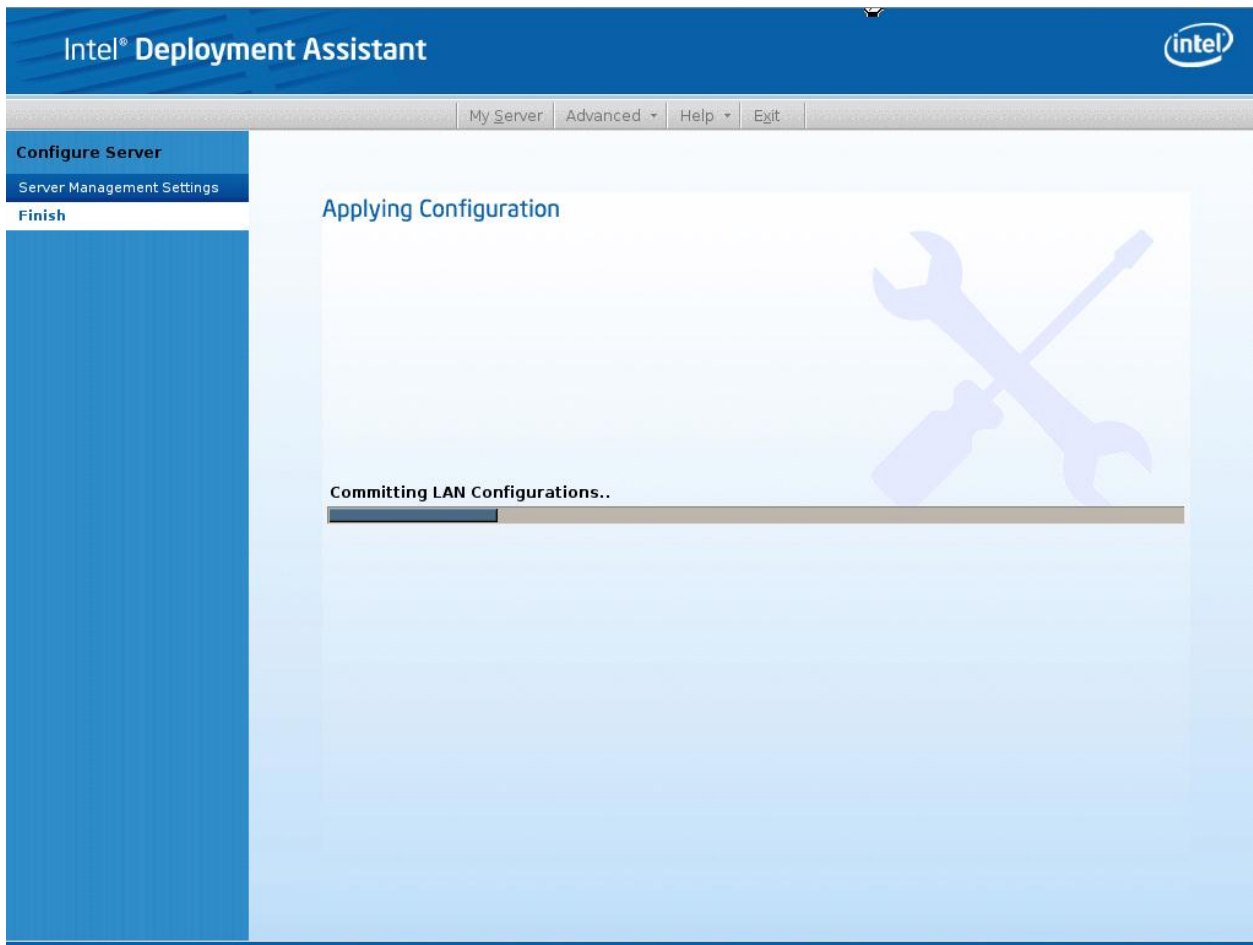 Intel® Deployment Assistant
intel
My Server Advanced Help Exit
Configure Server
Server Management Settings
Finish
Applying Configuration
Committing LAN Configurations..